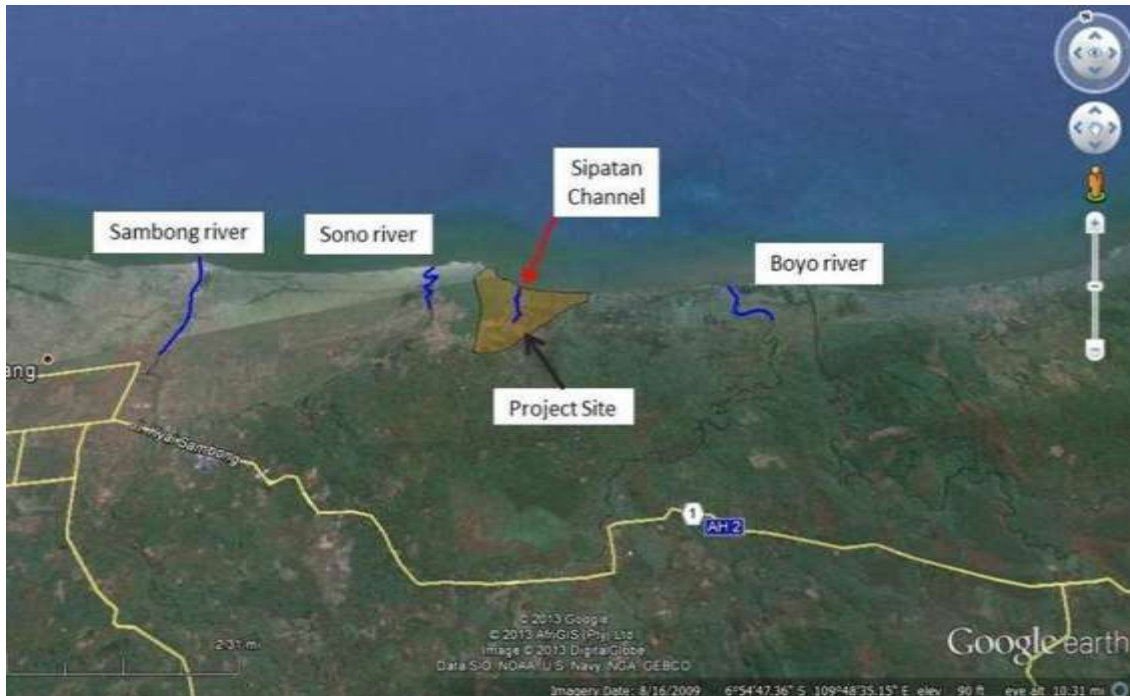 Sipatan
Channel
Sambong river
Sono river
Boyo river
ang
Project Site
Raya Sambong
1
AH 2
© 2013 Google
© 2013 AfriGIS (Pty) Ltd.
Image © 2013 DigitalGlobe
Data SIO, NOAA, U.S. Navy, NGA, GEBCO
2.31 mi
Google earth
Imagery Date: 8/16/2009 6°54'47.36" S 109°48'35.15" E elev 80 ft eye alt 10.31 mi